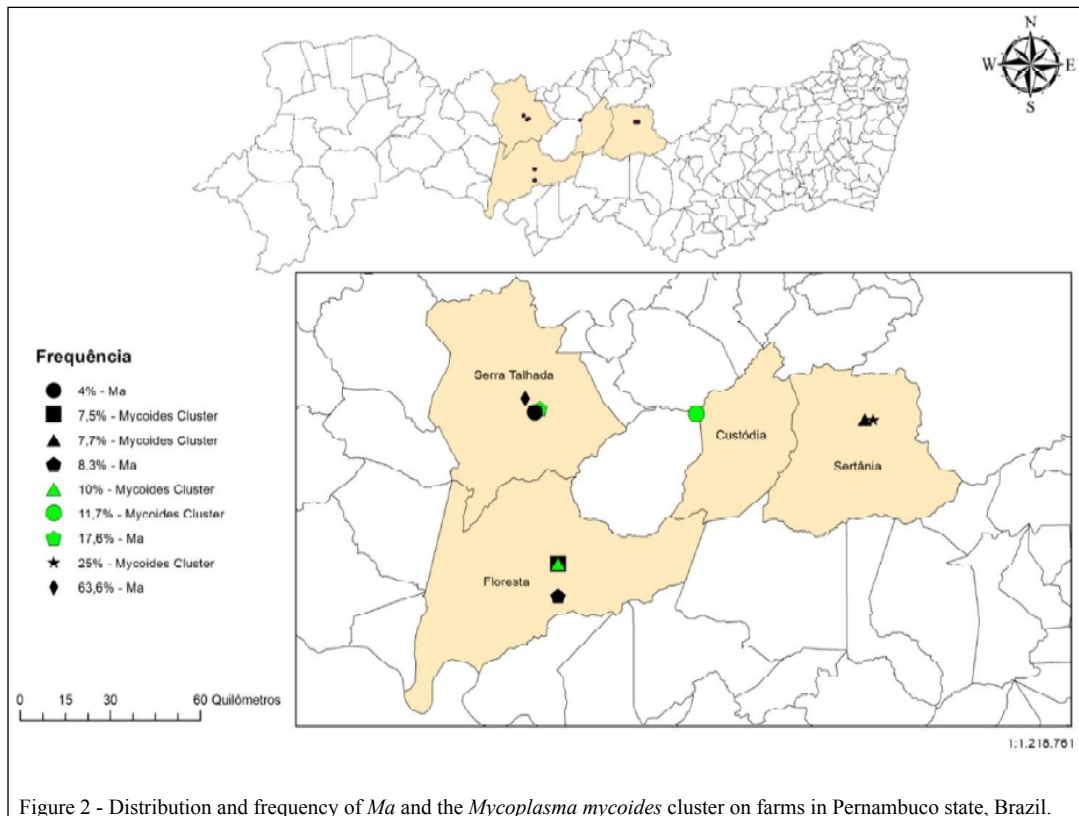 N
W E
S
Serra Talhada
Custódia
Sertânia
Floresta
Frequência
4% - Ma
7,5% - Mycoides Cluster
7,7% - Mycoides Cluster
8,3% - Ma
10% - Mycoides Cluster
11,7% - Mycoides Cluster
17,6% - Ma
25% - Mycoides Cluster
63,6% - Ma
0 15 30 60 Quilômetros
1:1.216.761
Figure 2 - Distribution and frequency of Ma and the Mycoplasma mycoides cluster on farms in Pernambuco state, Brazil.